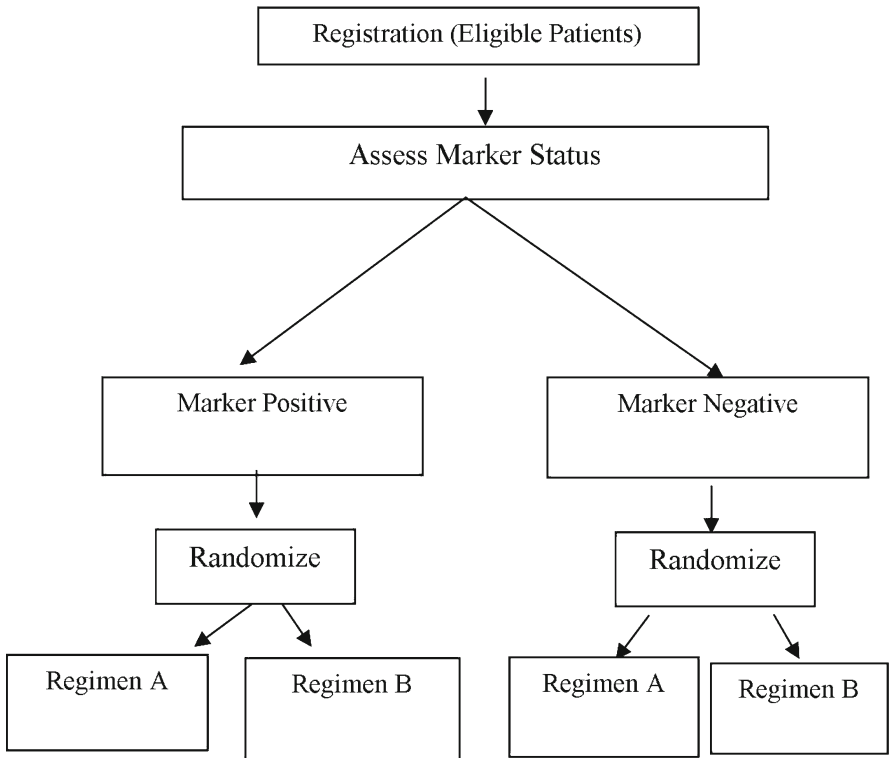 Registration (Eligible Patients)
Assess Marker Status
Marker Positive
Marker Negative
Randomize
Randomize
Regimen A
Regimen B
Regimen A
Regimen B